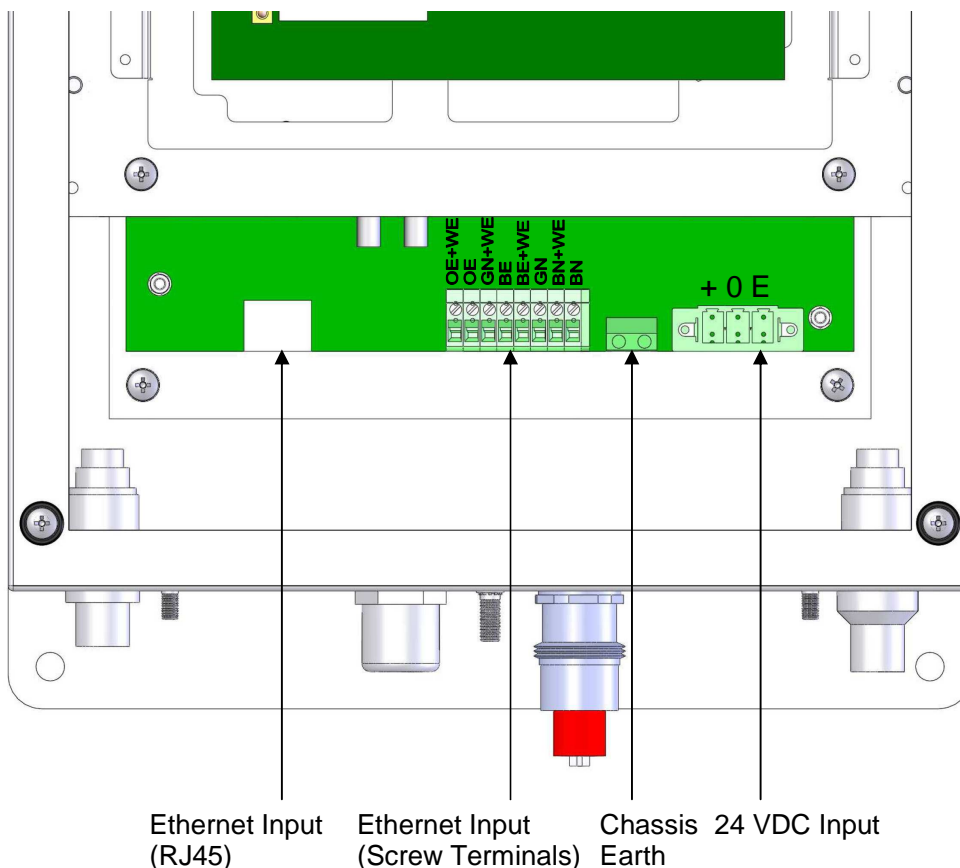 OE+WE
OE
GN+WE
BE
BE+WE
GN
BN+WE
BN
+ 0 E
Ethernet Input
(RJ45)
Ethernet Input
(Screw Terminals)
Chassis
Earth
24 VDC Input